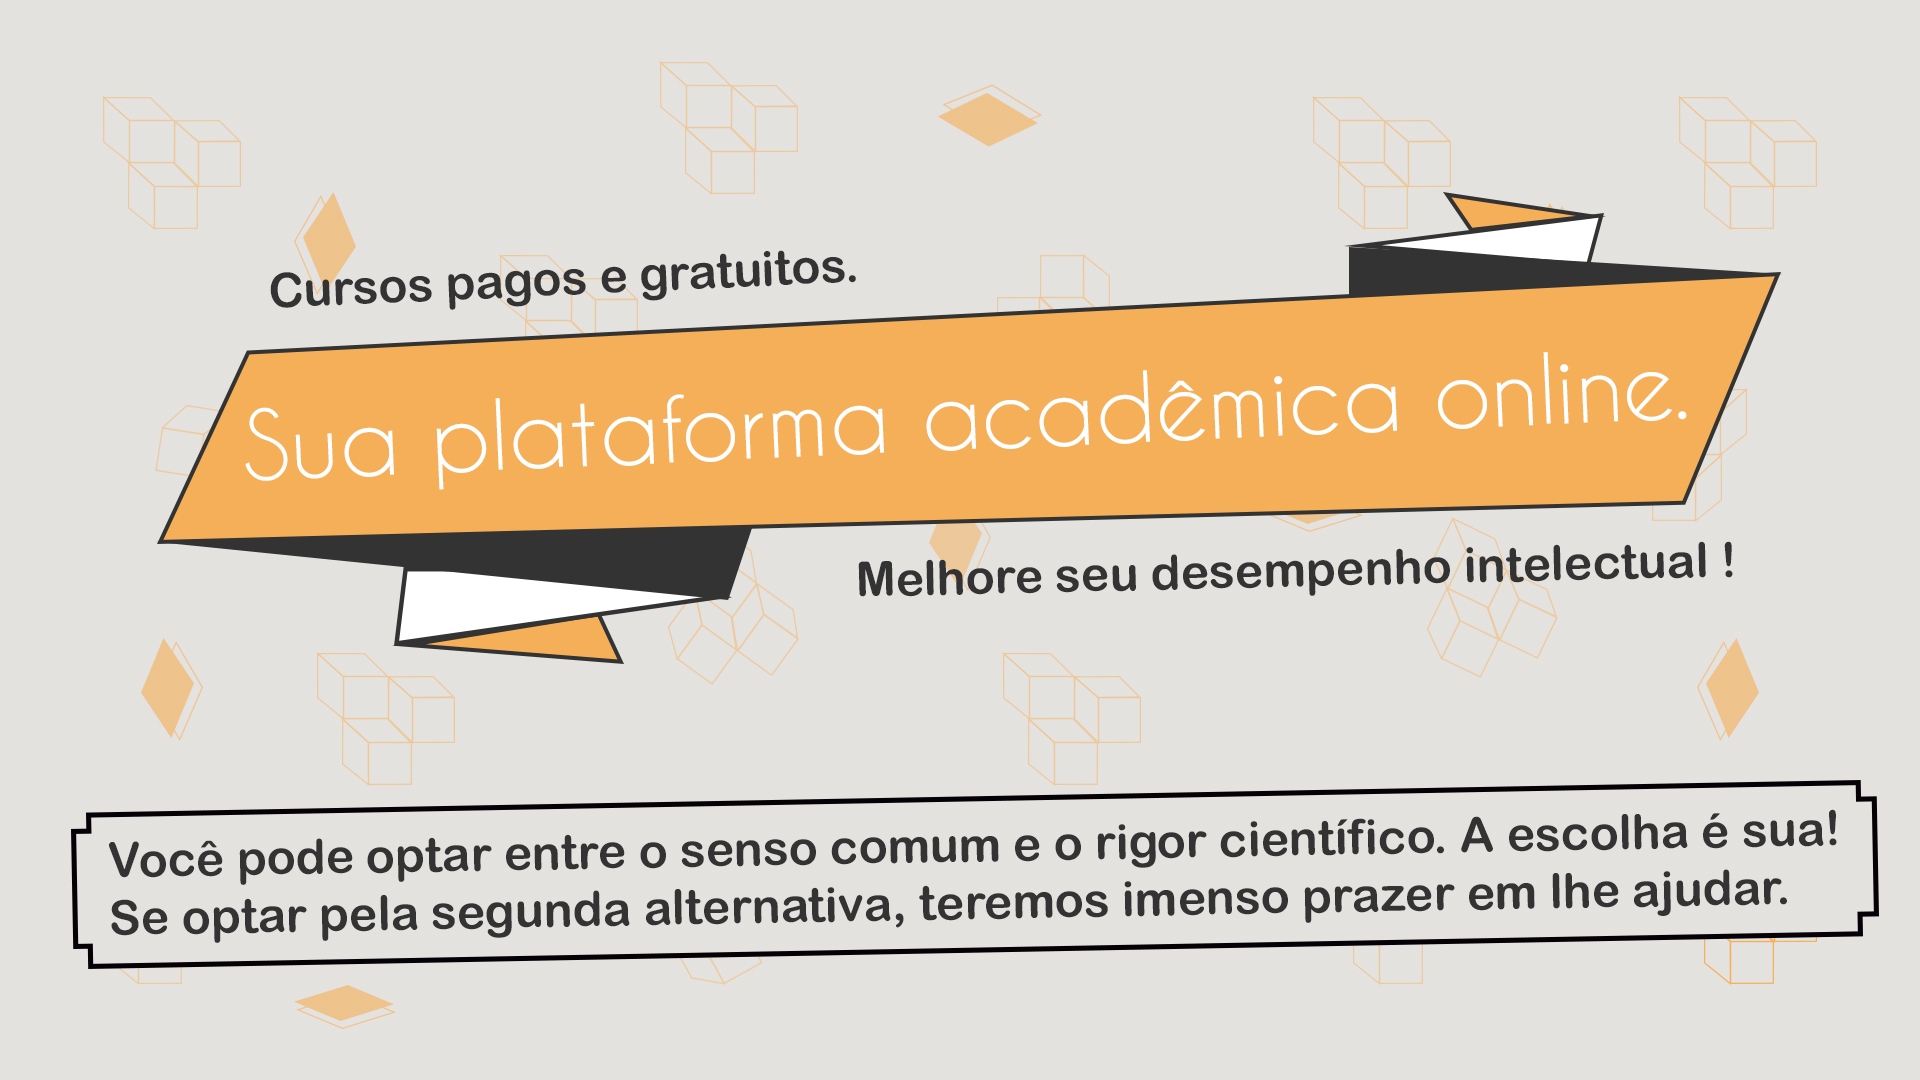 Cursos pagos e gratuitos.
Sua plataforma acadêmica online.
Melhore seu desempenho intelectual !
Você pode optar entre o senso comum e o rigor científico. A escolha é sua!
Se optar pela segunda alternativa, teremos imenso prazer em lhe ajudar.